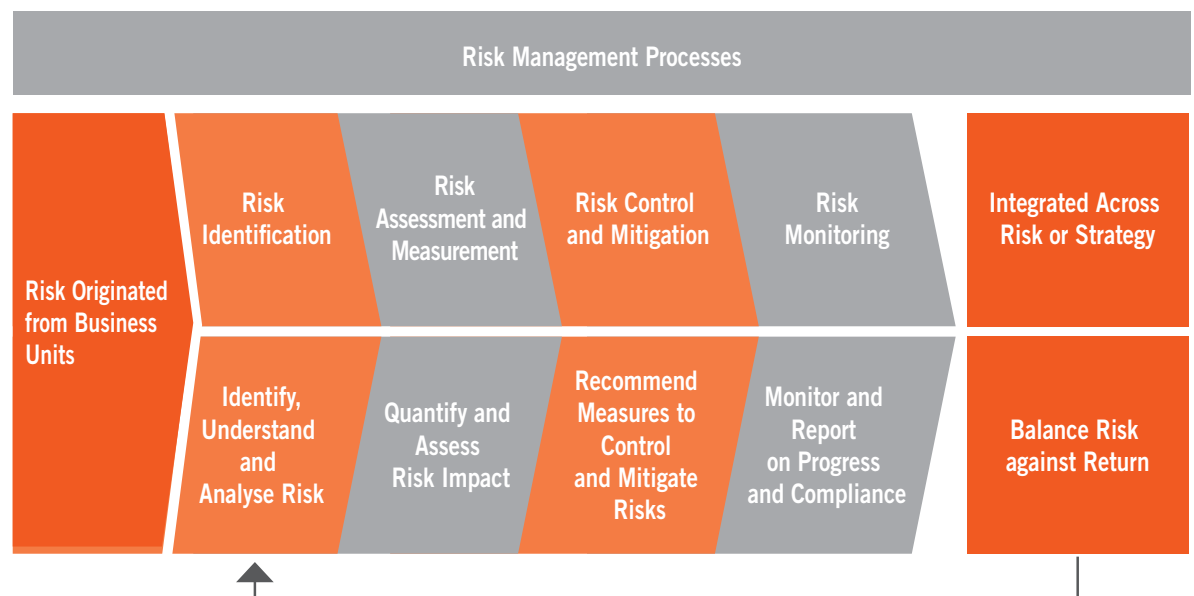 Risk Management Processes
Risk Originated
from Business
Units
Risk
Identification
Risk
Assessment and
Measurement
Risk Control
and Mitigation
Risk
Monitoring
Integrated Across
Risk or Strategy
Identify,
Understand
and
Analyse Risk
Quantify and
Assess
Risk Impact
Recommend
Measures to
Control
and Mitigate
Risks
Monitor and
Report
on Progress
and Compliance
Balance Risk
against Return